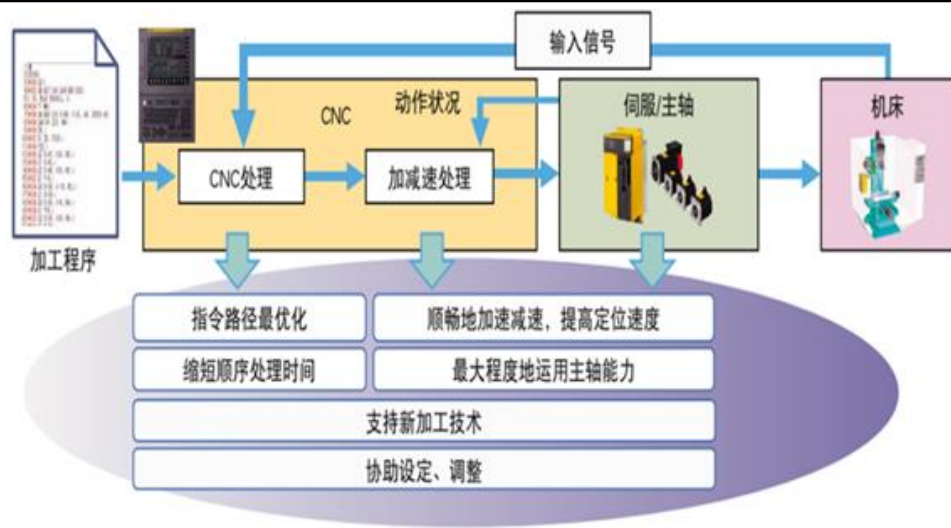 输入信号
CNC
动作状况
伺服/主轴
机床
CNC处理
加减速处理
加工程序
指令路径最优化
顺畅地加速减速，提高定位速度
缩短顺序处理时间
最大程度地运用主轴能力
支持新加工技术
协助设定、调整